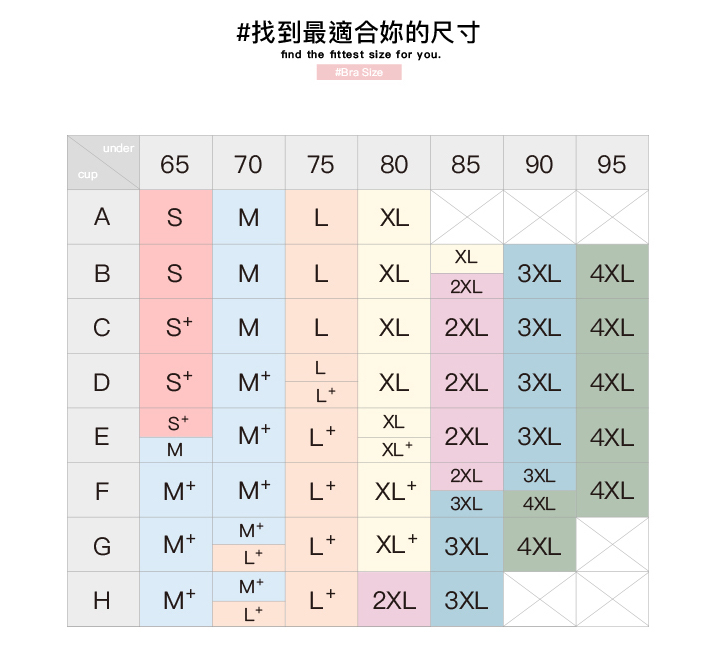 #找到最適合妳的尺寸
find the fittest size for you.
#Bra Size
under
cup
65 70 75 80 85 90 95
A S M L XL
B S M L XL XL 2XL 3XL 4XL
C S+ M L XL 2XL 3XL 4XL
D S+ M+ L L+ XL 2XL 3XL 4XL
E S+ M M+ L+ XL XL+ 2XL 3XL 4XL
F M+ M+ L+ XL+ 2XL 3XL 3XL 4XL 4XL
G M+ M+ L+ L+ XL+ 3XL 4XL
H M+ M+ L+ L+ 2XL 3XL